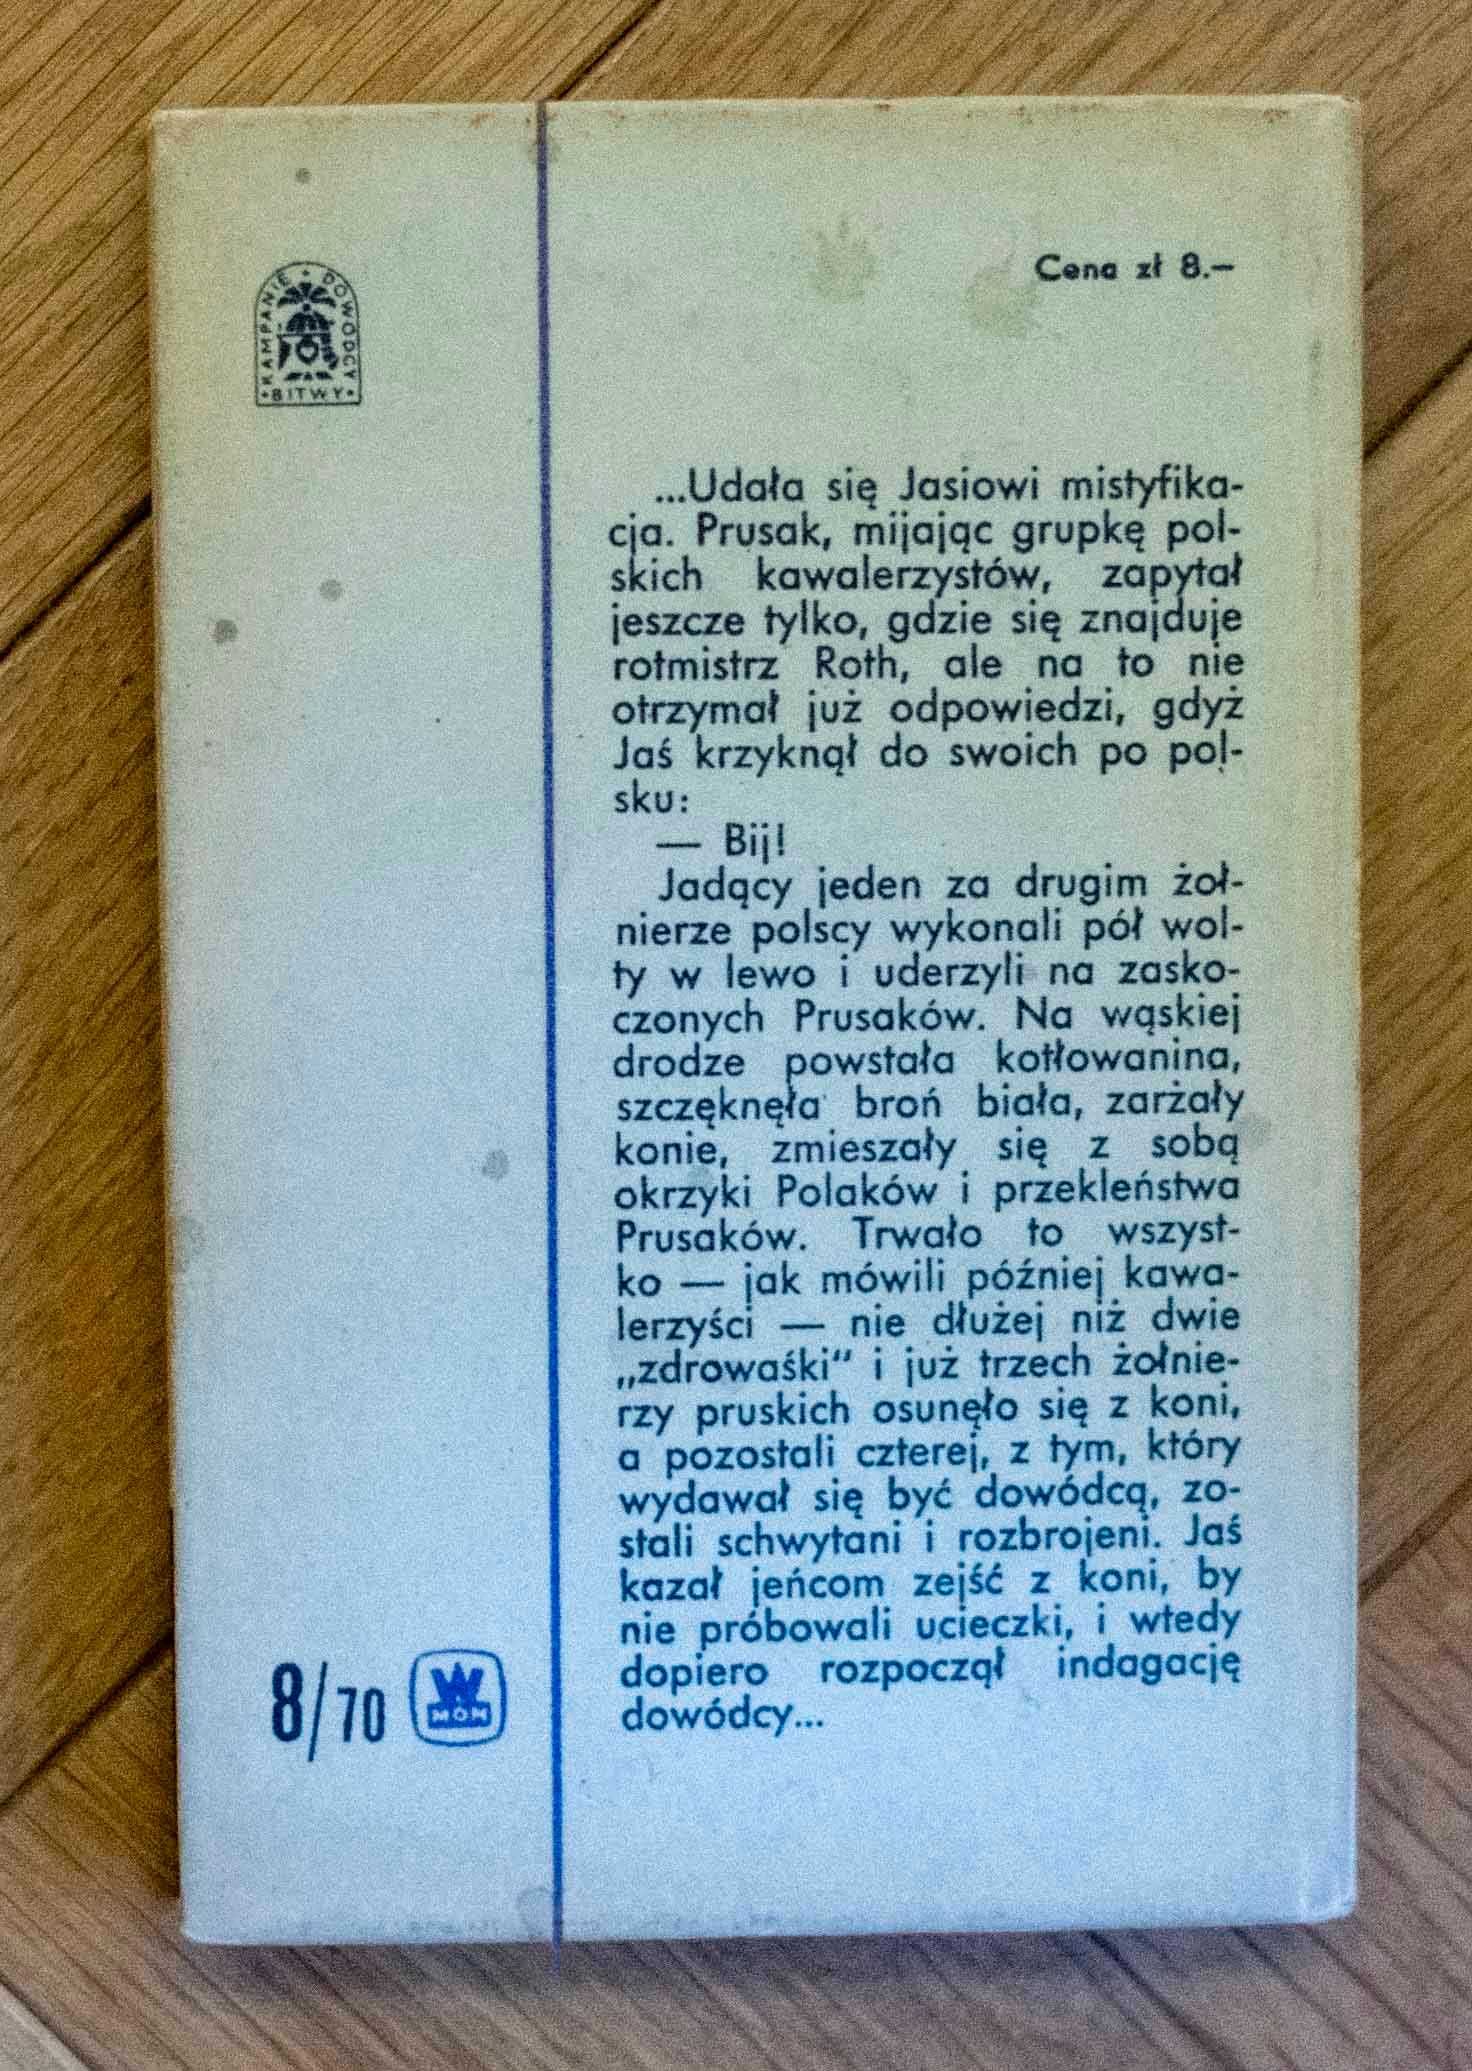 KAMPANIE • DOWÓDCY
• BITWY •
Cena zł 8.—
...Udała się Jasiowi mistyfika-
cja. Prusak, mijając grupkę pol-
skich kawalerzystów, zapytał
jeszcze tylko, gdzie się znajduje
rotmistrz Roth, ale na to nie
otrzymał już odpowiedzi, gdyż
Jaś krzyknął do swoich po pol-
sku:
— Bij!
Jadący jeden za drugim żoł-
nierze polscy wykonali pół wol-
ty w lewo i uderzyli na zasko-
czonych Prusaków. Na wąskiej
drodze powstała kotłowanina,
szczęknęła broń biała, zarżały
konie, zmieszały się z sobą
okrzyki Polaków i przekleństwa
Prusaków. Trwało to wszyst-
ko — jak mówili później kawa-
lerzyści — nie dłużej niż dwie
„zdrowaśki" i już trzech żołnie-
rzy pruskich osunęło się z koni,
a pozostali czterej, z tym, który
wydawał się być dowódcą, zo-
stali schwytani i rozbrojeni. Jaś
kazał jeńcom zejść z koni, by
nie próbowali ucieczki, i wtedy
dopiero rozpoczął indagację
dowódcy...
8/70
W
MON